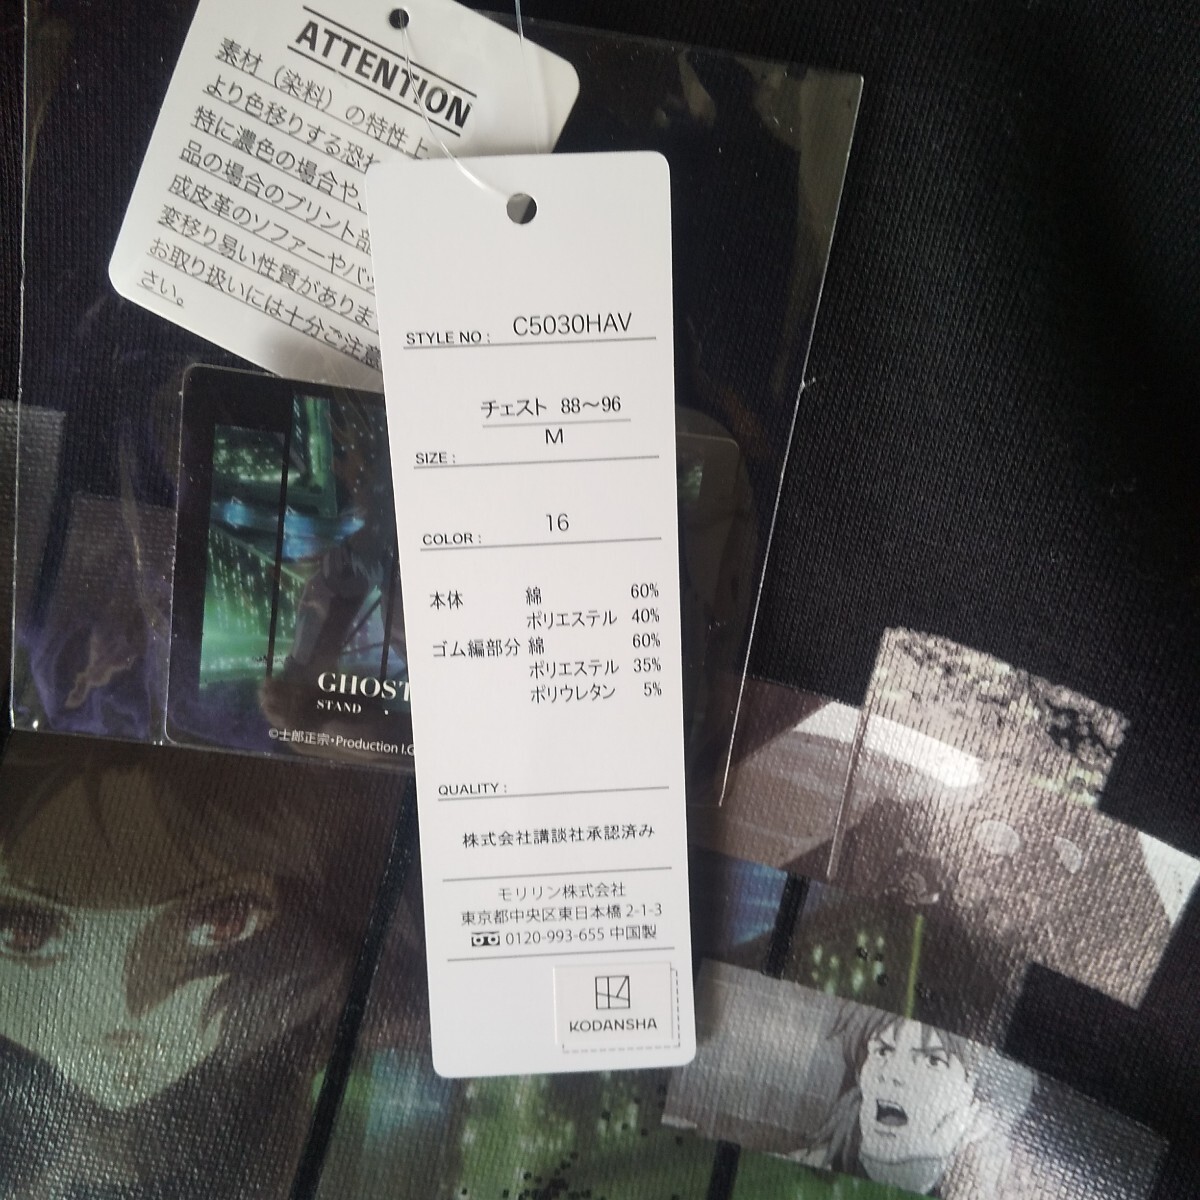 ATTENTION
素材（染料）の特性上
より色移りする恐れ
特に濃色の場合や、
品の場合のプリント部
成皮革のソファーやバッ
変移り易い性質がありま
お取り扱いには十分ご注意
さい。
STYLE NO : C5030HAV
チェスト 88～96
M
SIZE :
16
COLOR :
本体 綿 60%
ポリエステル 40%
ゴム編部分 綿 60%
ポリエステル 35%
ポリウレタン 5%
QUALITY :
株式会社講談社承認済み
モリリン株式会社
東京都中央区東日本橋 2-1-3
0120-993-655 中国製
KODANSHA
GHOST
STAND
©士郎正宗・Production I.G